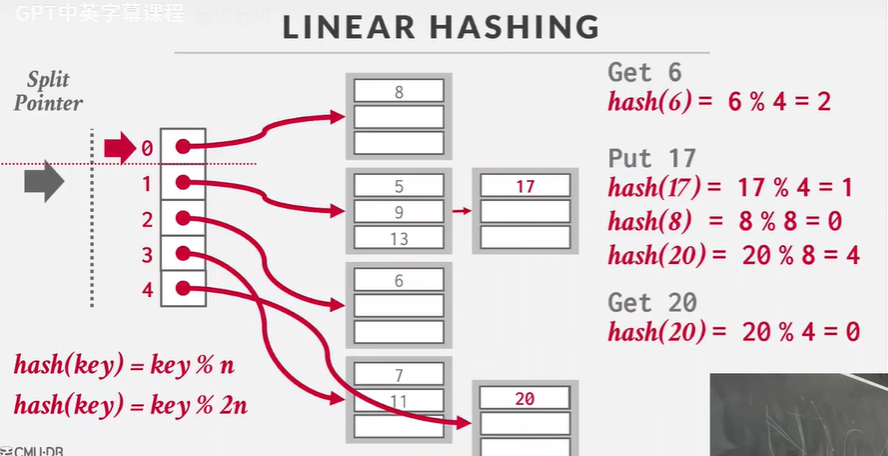 GPT中英字幕课程
LINEAR HASHING
Split
Pointer
0
1
2
3
4
8
5
9
13
17
6
7
11
20
hash(key) = key % n
hash(key) = key % 2n
Get 6
hash(6) = 6 % 4 = 2
Put 17
hash(17) = 17 % 4 = 1
hash(8) = 8 % 8 = 0
hash(20) = 20 % 8 = 4
Get 20
hash(20) = 20 % 4 = 0
CMU·DB